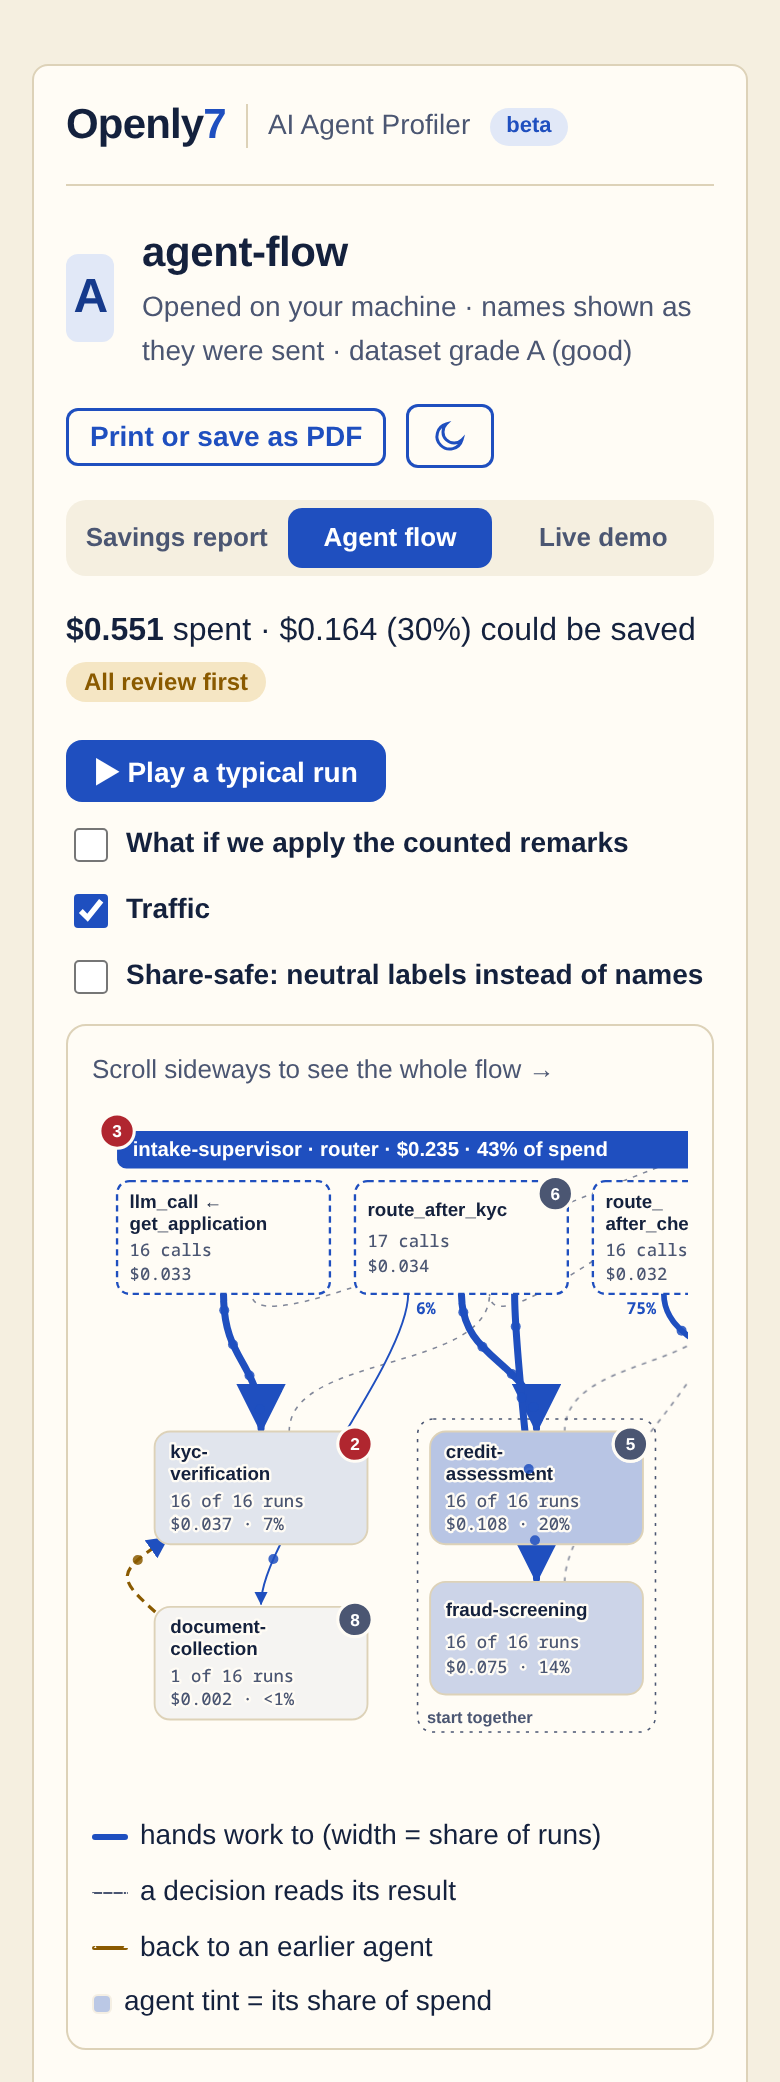 Openly7
AI Agent Profiler
beta
A
agent-flow
Opened on your machine · names shown as
they were sent · dataset grade A (good)
Print or save as PDF
Savings report
Agent flow
Live demo
$0.551 spent · $0.164 (30%) could be saved
All review first
Play a typical run
What if we apply the counted remarks
Traffic
Share-safe: neutral labels instead of names
Scroll sideways to see the whole flow →
3
intake-supervisor · router · $0.235 · 43% of spend
llm_call ←
get_application
16 calls
$0.033
6
route_after_kyc
17 calls
$0.034
route_
after_che
16 calls
$0.032
6%
75%
2
kyc-
verification
16 of 16 runs
$0.037 · 7%
5
credit-
assessment
16 of 16 runs
$0.108 · 20%
8
document-
collection
1 of 16 runs
$0.002 · <1%
fraud-screening
16 of 16 runs
$0.075 · 14%
start together
hands work to (width = share of runs)
a decision reads its result
back to an earlier agent
agent tint = its share of spend